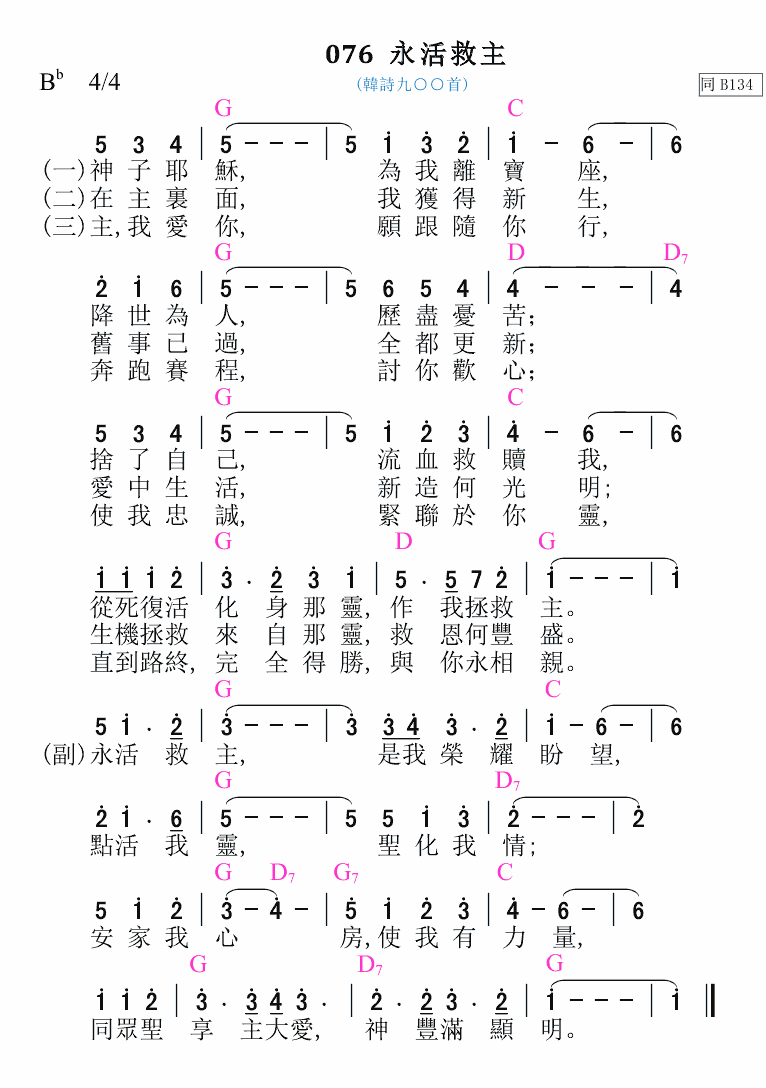 076 永活救主
(韓詩九〇〇首)
B♭ 4/4
同 B134
G C
5 3 4 | 5 - - - | 5 i 3̇ 2̇ | i - 6 - | 6
(一)神子耶穌, 為我離寶座,
(二)在主裏面, 我獲得新生,
(三)主,我愛你, 願跟隨你行,
G D D7
2̇ i 6 | 5 - - - | 5 6 5 4 | 4 - - - | 4
降世為人, 歷盡憂苦;
舊事已過, 全都更新;
奔跑賽程, 討你歡心;
G C
5 3 4 | 5 - - - | 5 i 2̇ 3̇ | 4̇ - 6 - | 6
捨了自己, 流血救贖我,
愛中生活, 新造何光明;
使我忠誠, 緊聯於你靈,
G D G
i i i 2̇ | 3̇ . 2̇ 3̇ i | 5 . 5 7 2̇ | i - - - | i
從死復活 化身那靈, 作 我拯救主。
生機拯救 來自那靈, 救 恩何豐盛。
直到路終, 完全得勝, 與 你永相親。
G C
5 i . 2̇ | 3̇ - - - | 3̇ 3̇ 4̇ 3̇ . 2̇ | i - 6 - | 6
(副)永活 救主, 是我榮耀盼望,
G D7
2̇ i . 6 | 5 - - - | 5 5 i 3̇ | 2̇ - - - | 2̇
點活 我靈, 聖化我情;
G D7 G7 C
5 i 2̇ | 3̇ - 4̇ - | 5̇ i 2̇ 3̇ | 4̇ - 6 - | 6
安家我心 房,使我有力量,
G D7 G
i i 2̇ | 3̇ . 3̇ 4̇ 3̇ . | 2̇ . 2̇ 3̇ . 2̇ | i - - - | i
同眾聖享 主大愛, 神 豐滿 顯明。